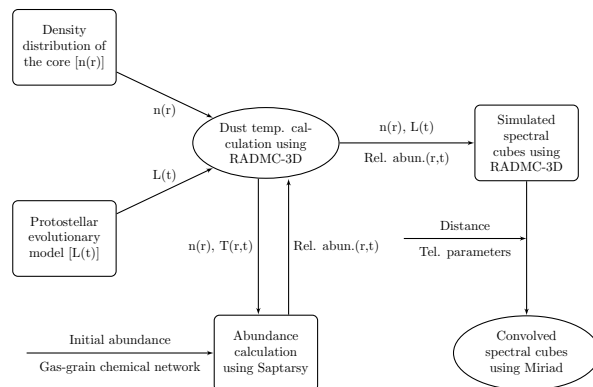 Density
distribution of
the core [n(r)]
n(r)
Dust temp. cal-
culation using
RADMC-3D
n(r), L(t)
Rel. abun.(r,t)
Simulated
spectral
cubes using
RADMC-3D
L(t)
Protostellar
evolutionary
model [L(t)]
n(r), T(r,t)
Rel. abun.(r,t)
Distance
Tel. parameters
Initial abundance
Gas-grain chemical network
Abundance
calculation
using Saptarsy
Convolved
spectral cubes
using Miriad